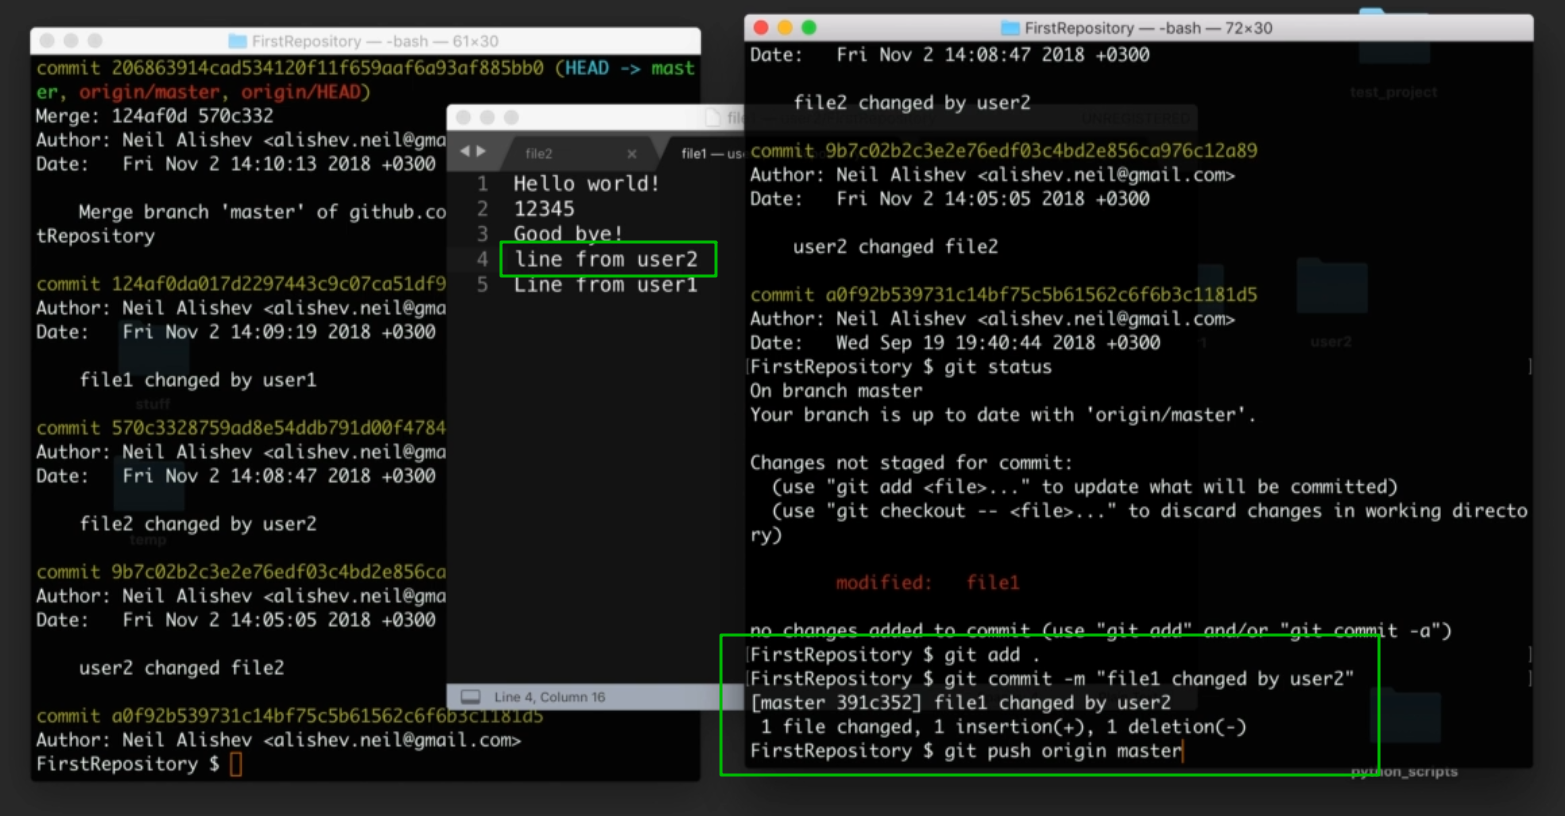 FirstRepository — -bash — 61×30
commit 206863914cad534120f11f659aaf6a93af885bb0 (HEAD -> mast
er, origin/master, origin/HEAD)
Merge: 124af0d 570c332
Author: Neil Alishev <alishev.neil@gma
Date:   Fri Nov 2 14:10:13 2018 +0300
Merge branch 'master' of github.co
tRepository
commit 124af0da017d2297443c9c07ca51df9
Author: Neil Alishev <alishev.neil@gma
Date:   Fri Nov 2 14:09:19 2018 +0300
file1 changed by user1
stuff
commit 570c3328759ad8e54ddb791d00f4784
Author: Neil Alishev <alishev.neil@gma
Date:   Fri Nov 2 14:08:47 2018 +0300
file2 changed by user2
temp
commit 9b7c02b2c3e2e76edf03c4bd2e856ca
Author: Neil Alishev <alishev.neil@gma
Date:   Fri Nov 2 14:05:05 2018 +0300
user2 changed file2
commit a0f92b539731c14bf75c5b61562c6f6b3c1181d5
Author: Neil Alishev <alishev.neil@gmail.com>
FirstRepository $
file2 ×
file1 — use
1 Hello world!
2 12345
3 Good bye!
4 line from user2
5 Line from user1
Line 4, Column 16
FirstRepository — -bash — 72×30
Date:   Fri Nov 2 14:08:47 2018 +0300
test_project
file2 changed by user2
UNREGISTERED
commit 9b7c02b2c3e2e76edf03c4bd2e856ca976c12a89
Author: Neil Alishev <alishev.neil@gmail.com>
Date:   Fri Nov 2 14:05:05 2018 +0300
user2 changed file2
commit a0f92b539731c14bf75c5b61562c6f6b3c1181d5
Author: Neil Alishev <alishev.neil@gmail.com>
Date:   Wed Sep 19 19:40:44 2018 +0300
user2
[FirstRepository $ git status ]
On branch master
Your branch is up to date with 'origin/master'.
Changes not staged for commit:
(use "git add <file>..." to update what will be committed)
(use "git checkout -- <file>..." to discard changes in working directo
ry)
modified:   file1
no changes added to commit (use "git add" and/or "git commit -a")
[FirstRepository $ git add . ]
[FirstRepository $ git commit -m "file1 changed by user2" ]
[master 391c352] file1 changed by user2
1 file changed, 1 insertion(+), 1 deletion(-)
FirstRepository $ git push origin master
python_scripts